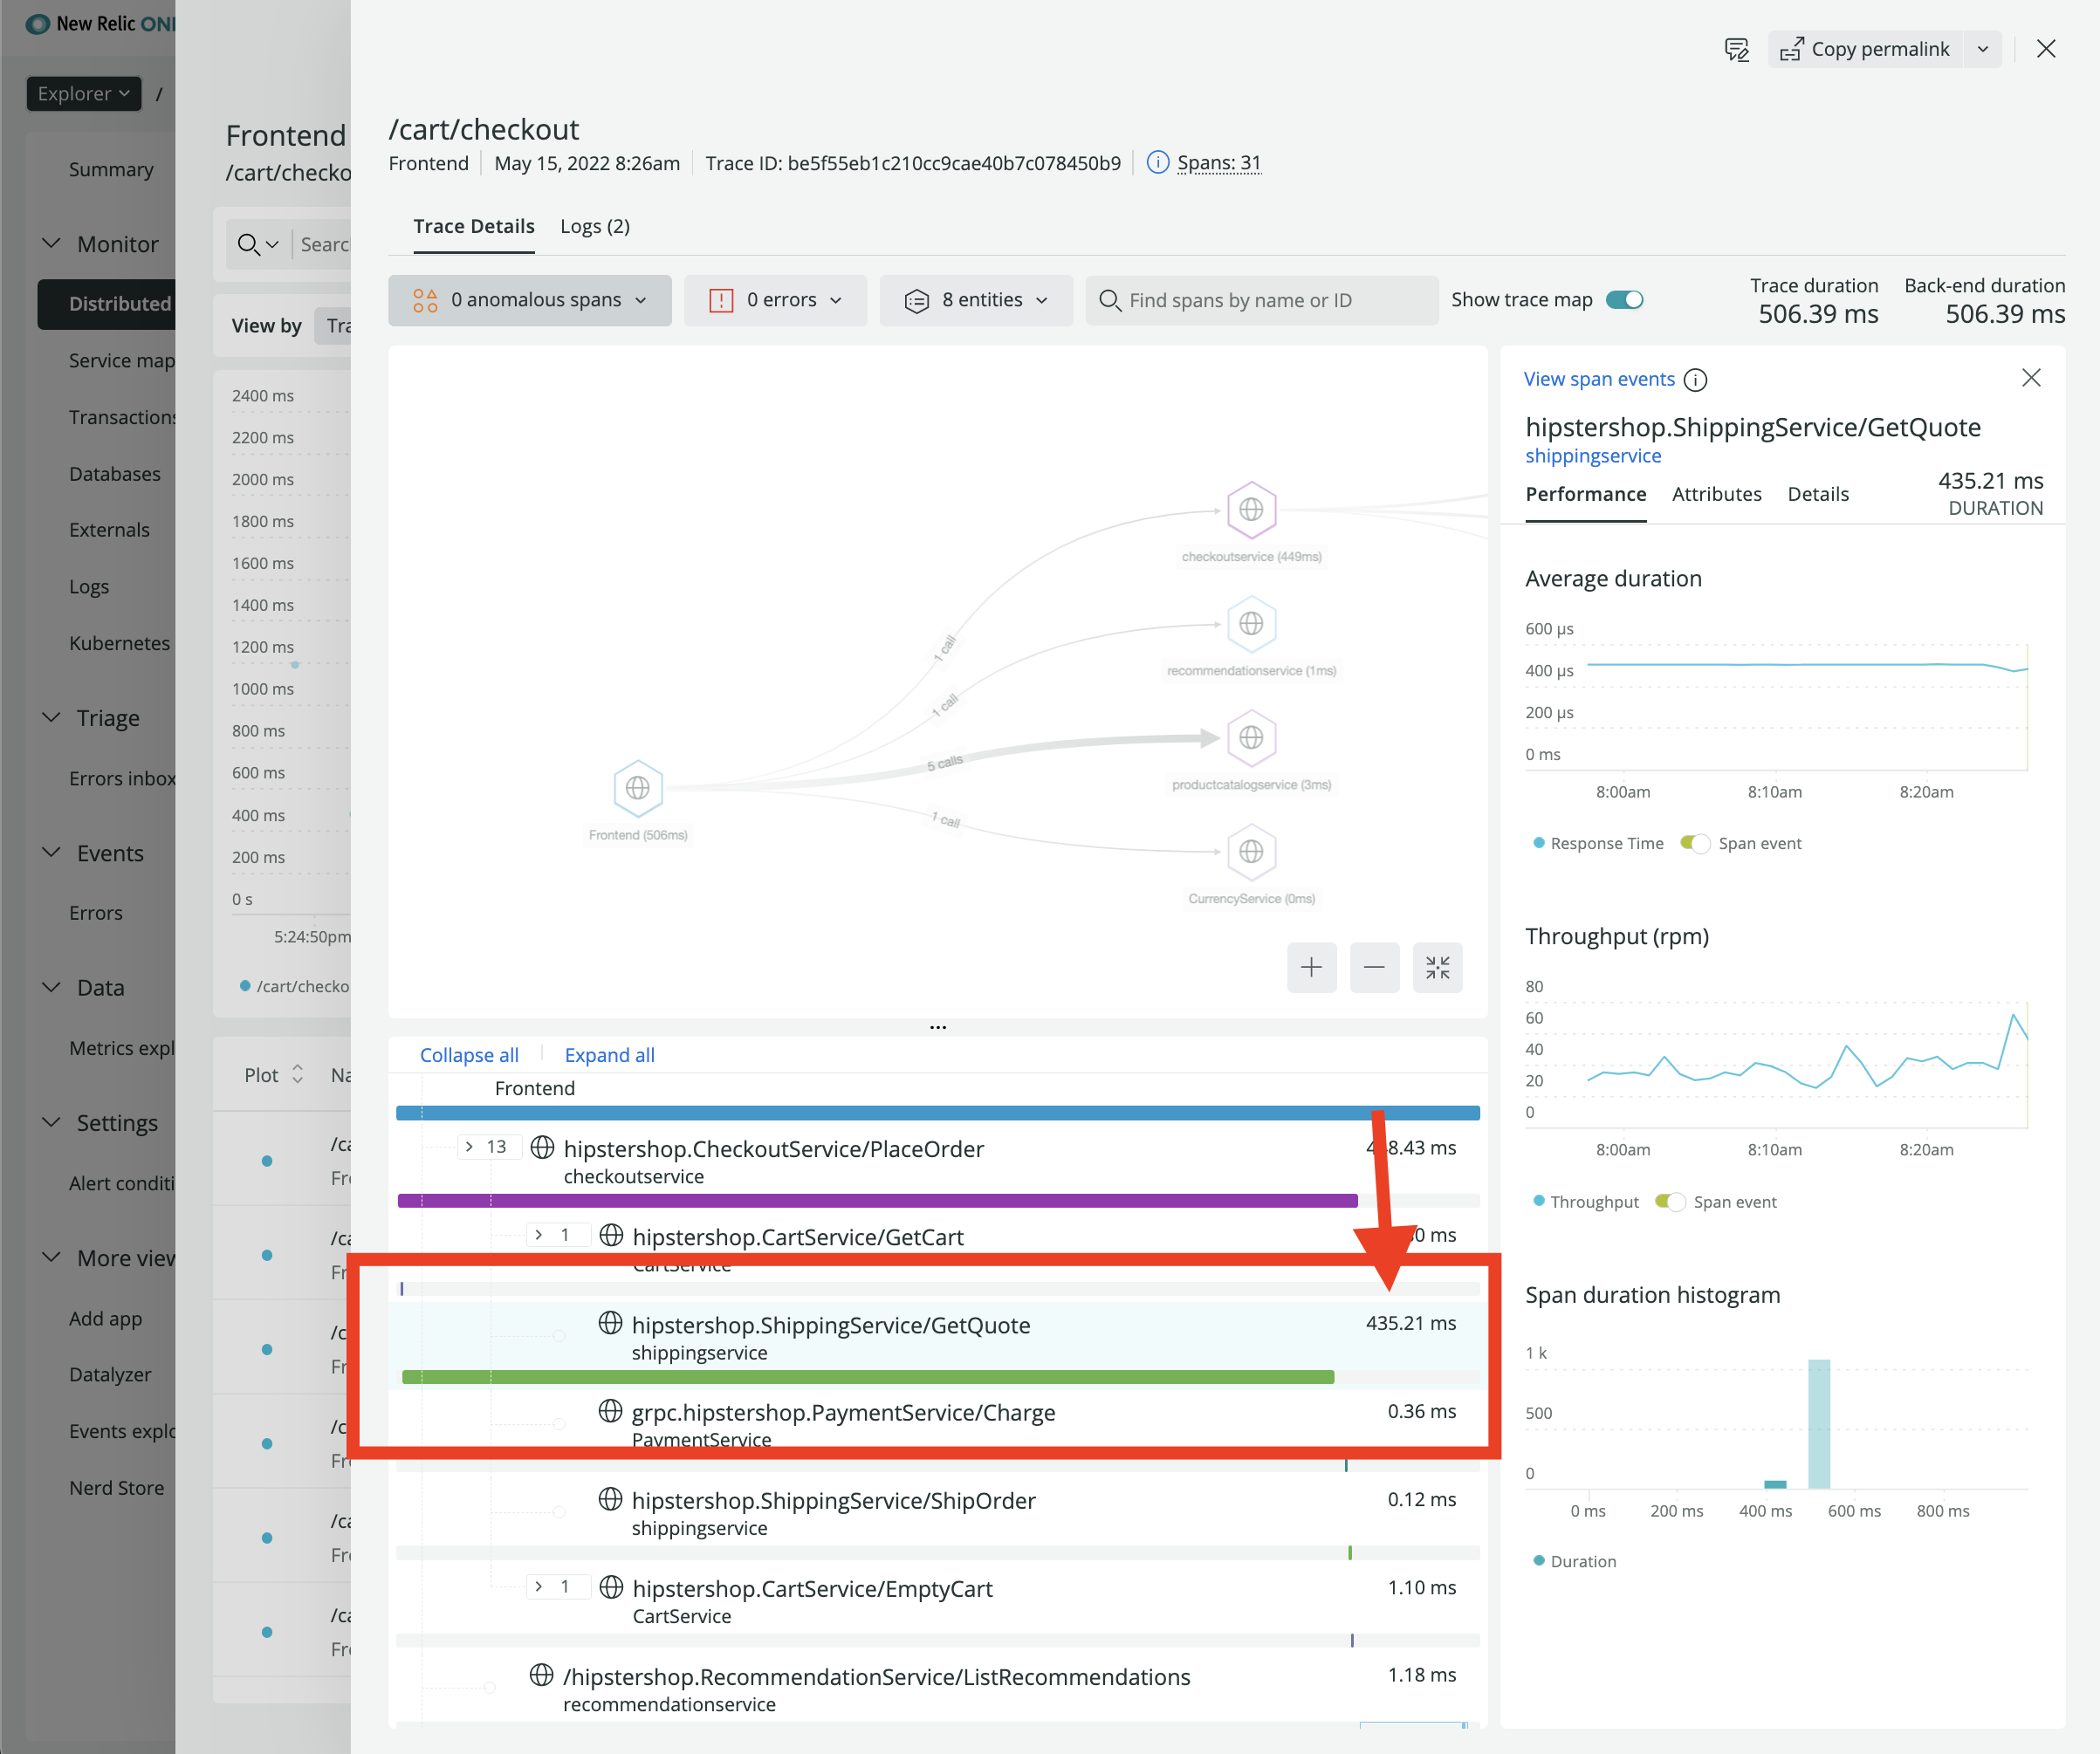 New Relic ONE
Explorer
/
Summary
Monitor
Distributed
Service map
Transactions
Databases
Externals
Logs
Kubernetes
Triage
Errors inbox
Events
Errors
Data
Metrics expl
Settings
Alert conditi
More view
Add app
Datalyzer
Events explo
Nerd Store
Frontend
/cart/checko
Searc
View by
Tra
2400 ms
2200 ms
2000 ms
1800 ms
1600 ms
1400 ms
1200 ms
1000 ms
800 ms
600 ms
400 ms
200 ms
0 s
5:24:50pm
/cart/checko
Plot
Na
/ca
Fro
/ca
Fro
/ca
Fro
/ca
Fro
/ca
Fro
/ca
Fro
Copy permalink
/cart/checkout
Frontend May 15, 2022 8:26am Trace ID: be5f55eb1c210cc9cae40b7c078450b9 Spans: 31
Trace Details Logs (2)
0 anomalous spans 0 errors 8 entities Find spans by name or ID Show trace map
Trace duration
506.39 ms
Back-end duration
506.39 ms
checkoutservice (449ms)
1 call
recommendationservice (1ms)
1 call
productcatalogservice (3ms)
5 calls
Frontend (506ms)
1 call
CurrencyService (0ms)
...
Collapse all Expand all
Frontend
13 hipstershop.CheckoutService/PlaceOrder 8.43 ms
checkoutservice
1 hipstershop.CartService/GetCart 0 ms
CartService
hipstershop.ShippingService/GetQuote 435.21 ms
shippingservice
grpc.hipstershop.PaymentService/Charge 0.36 ms
PaymentService
hipstershop.ShippingService/ShipOrder 0.12 ms
shippingservice
1 hipstershop.CartService/EmptyCart 1.10 ms
CartService
/hipstershop.RecommendationService/ListRecommendations 1.18 ms
recommendationservice
View span events
hipstershop.ShippingService/GetQuote
shippingservice
Performance Attributes Details
435.21 ms
DURATION
Average duration
600 µs
400 µs
200 µs
0 ms
8:00am 8:10am 8:20am
Response Time Span event
Throughput (rpm)
80
60
40
20
0
8:00am 8:10am 8:20am
Throughput Span event
Span duration histogram
1 k
500
0
0 ms 200 ms 400 ms 600 ms 800 ms
Duration